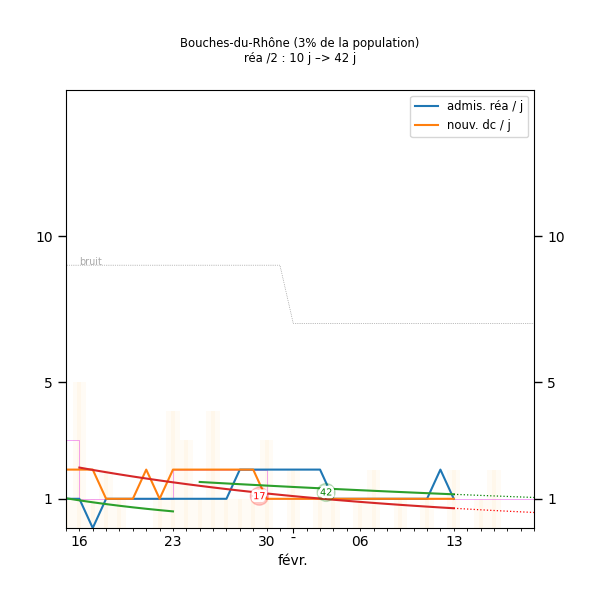 Bouches-du-Rhône (3% de la population)
réa /2 : 10 j –> 42 j
admis. réa / j
nouv. dc / j
10
10
bruit
5
5
17
42
1
1
16
23
30
-
06
13
févr.